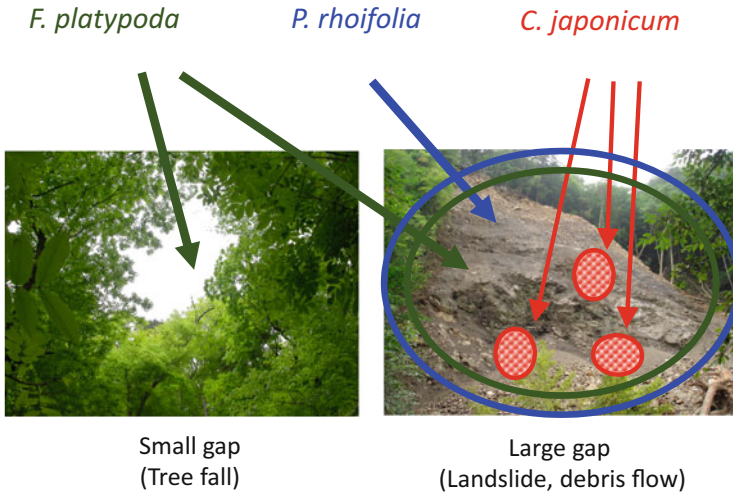 F. platypoda P. rhoifolia C. japonicum
Small gap
(Tree fall)
Large gap
(Landslide, debris flow)